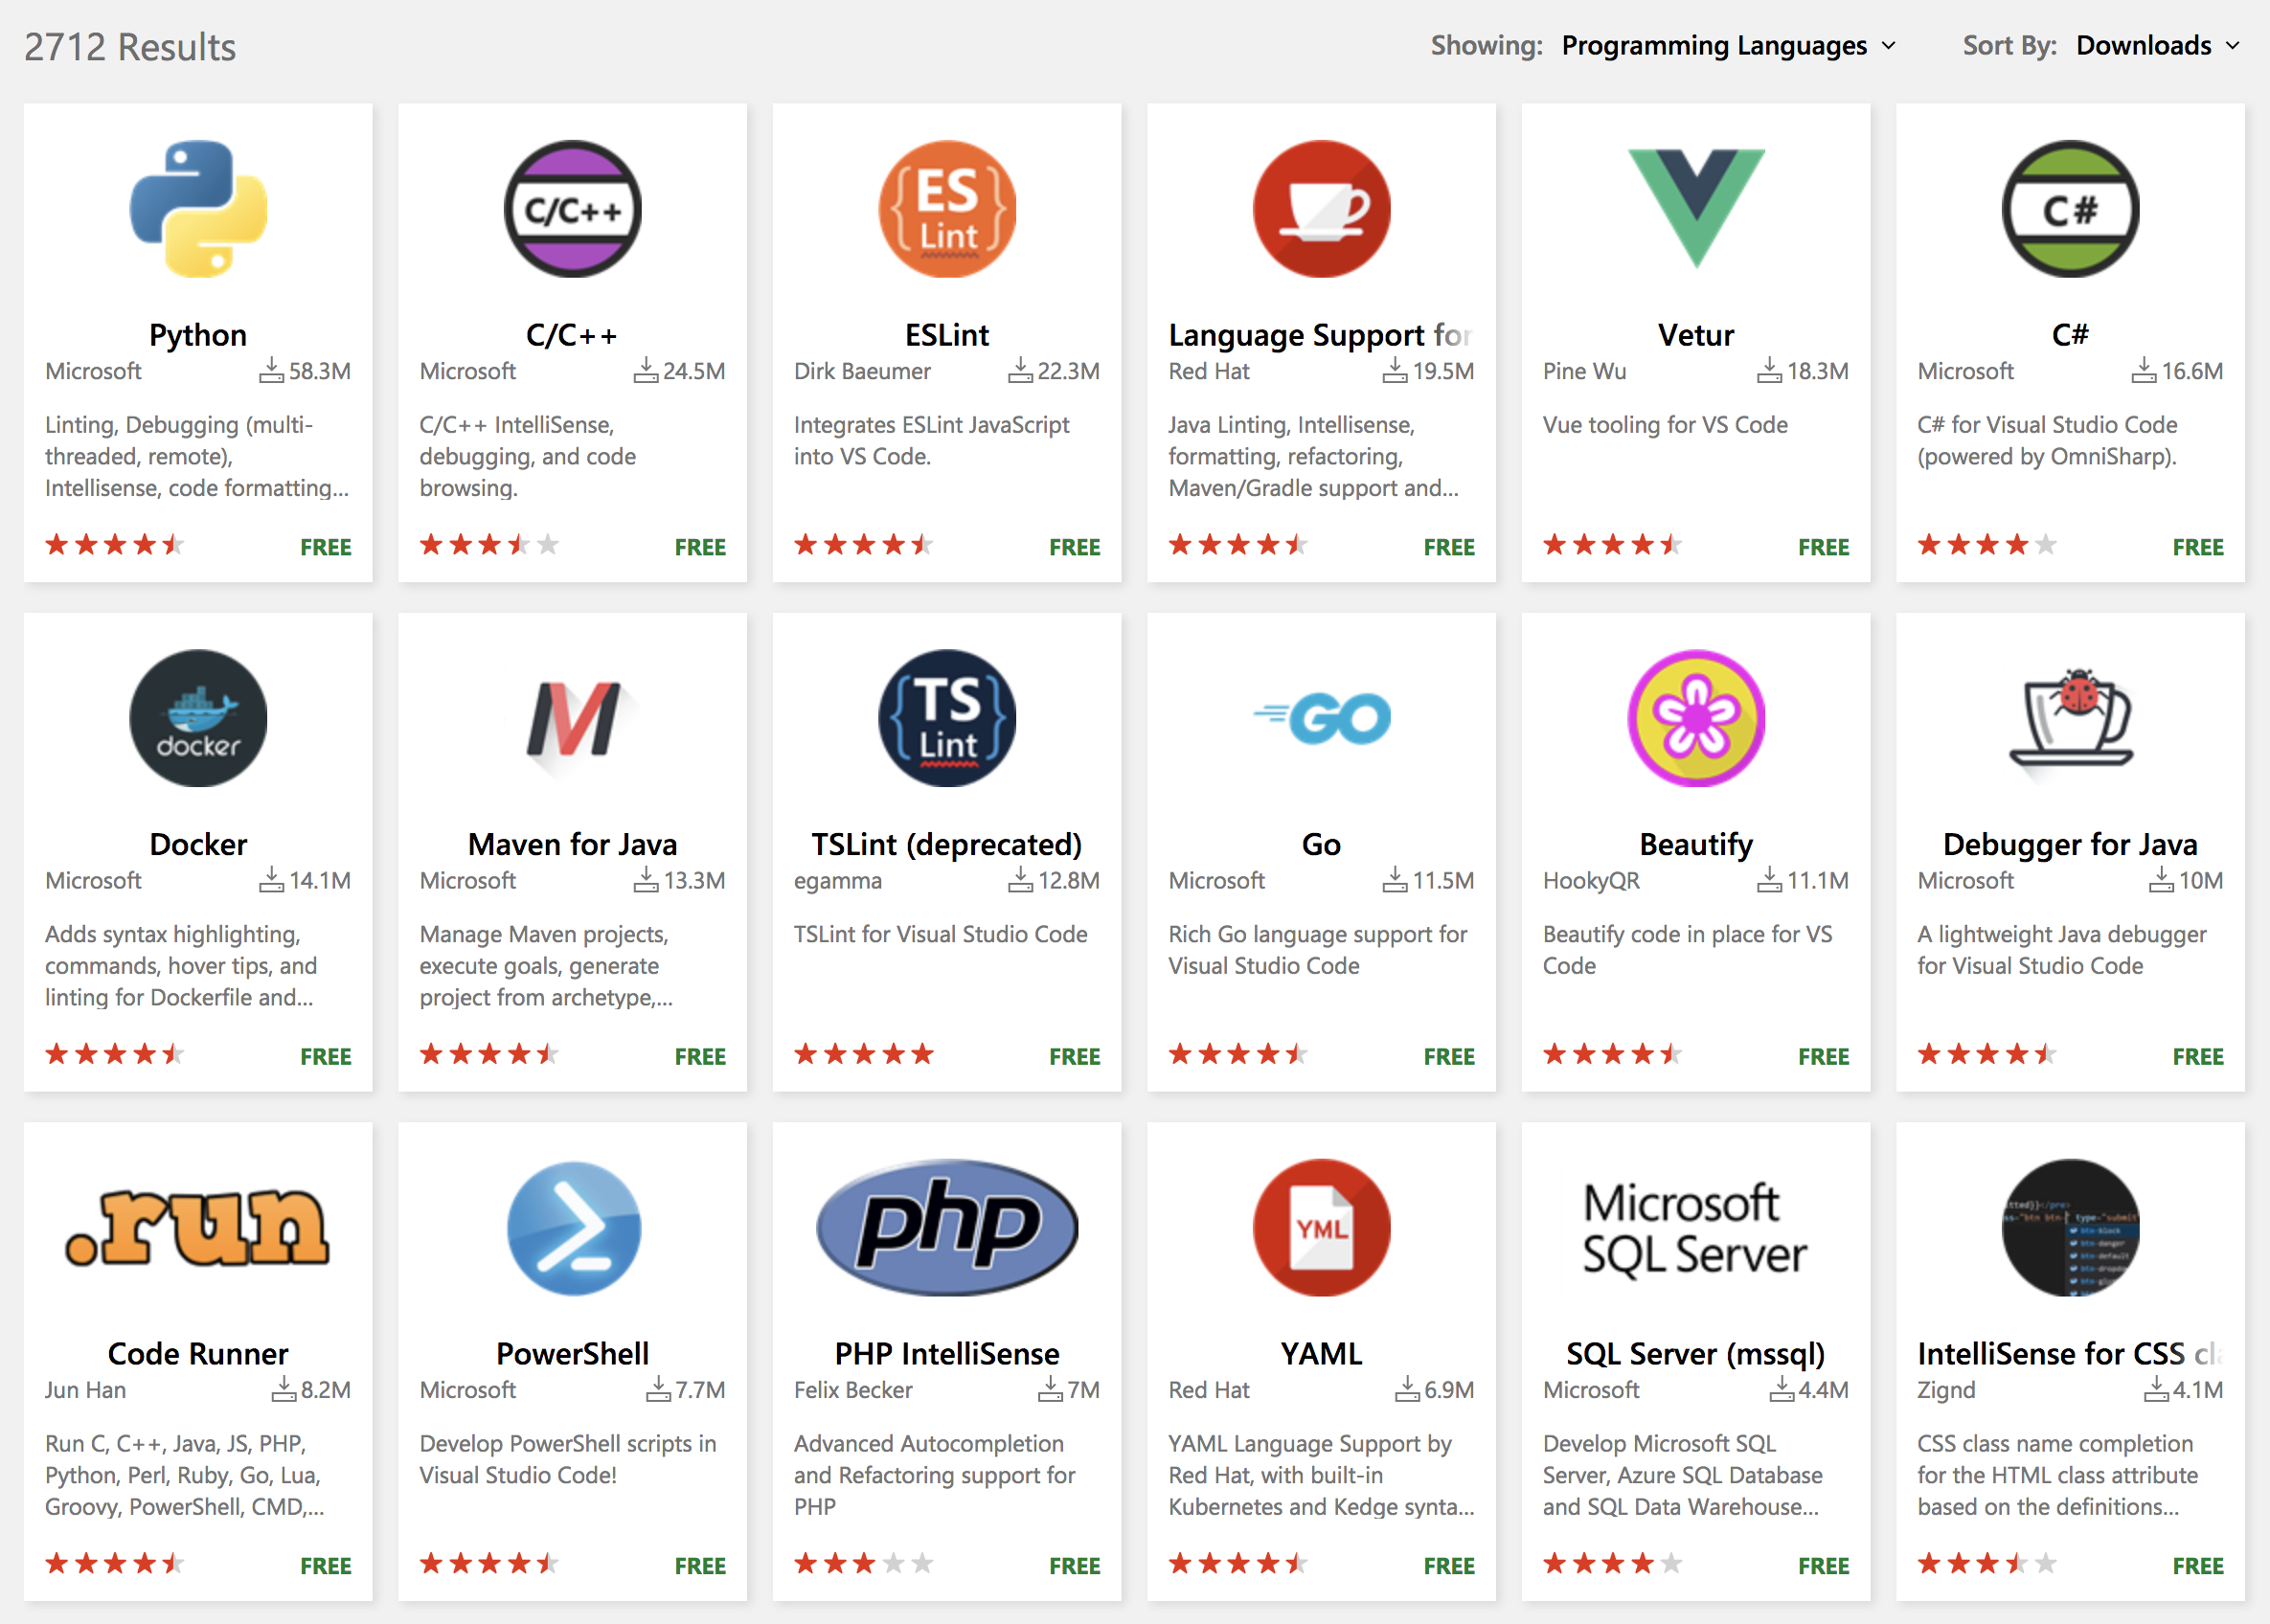 2712 Results
Showing: Programming Languages
Sort By: Downloads
Python
Microsoft 58.3M
Linting, Debugging (multi-
threaded, remote),
Intellisense, code formatting...
FREE
C/C++
C/C++
Microsoft 24.5M
C/C++ IntelliSense,
debugging, and code
browsing.
FREE
{ES
Lint}
ESLint
Dirk Baeumer 22.3M
Integrates ESLint JavaScript
into VS Code.
FREE
Language Support for
Red Hat 19.5M
Java Linting, Intellisense,
formatting, refactoring,
Maven/Gradle support and...
FREE
Vetur
Pine Wu 18.3M
Vue tooling for VS Code
FREE
C#
C#
Microsoft 16.6M
C# for Visual Studio Code
(powered by OmniSharp).
FREE
docker
Docker
Microsoft 14.1M
Adds syntax highlighting,
commands, hover tips, and
linting for Dockerfile and...
FREE
M
Maven for Java
Microsoft 13.3M
Manage Maven projects,
execute goals, generate
project from archetype,...
FREE
{TS
Lint}
TSLint (deprecated)
egamma 12.8M
TSLint for Visual Studio Code
FREE
GO
Go
Microsoft 11.5M
Rich Go language support for
Visual Studio Code
FREE
Beautify
HookyQR 11.1M
Beautify code in place for VS
Code
FREE
Debugger for Java
Microsoft 10M
A lightweight Java debugger
for Visual Studio Code
FREE
.run
Code Runner
Jun Han 8.2M
Run C, C++, Java, JS, PHP,
Python, Perl, Ruby, Go, Lua,
Groovy, PowerShell, CMD,...
FREE
PowerShell
Microsoft 7.7M
Develop PowerShell scripts in
Visual Studio Code!
FREE
php
PHP IntelliSense
Felix Becker 7M
Advanced Autocompletion
and Refactoring support for
PHP
FREE
YML
YAML
Red Hat 6.9M
YAML Language Support by
Red Hat, with built-in
Kubernetes and Kedge synta...
FREE
Microsoft
SQL Server
SQL Server (mssql)
Microsoft 4.4M
Develop Microsoft SQL
Server, Azure SQL Database
and SQL Data Warehouse...
FREE
btn-block
btn-danger
btn-default
IntelliSense for CSS cla
Zignd 4.1M
CSS class name completion
for the HTML class attribute
based on the definitions...
FREE